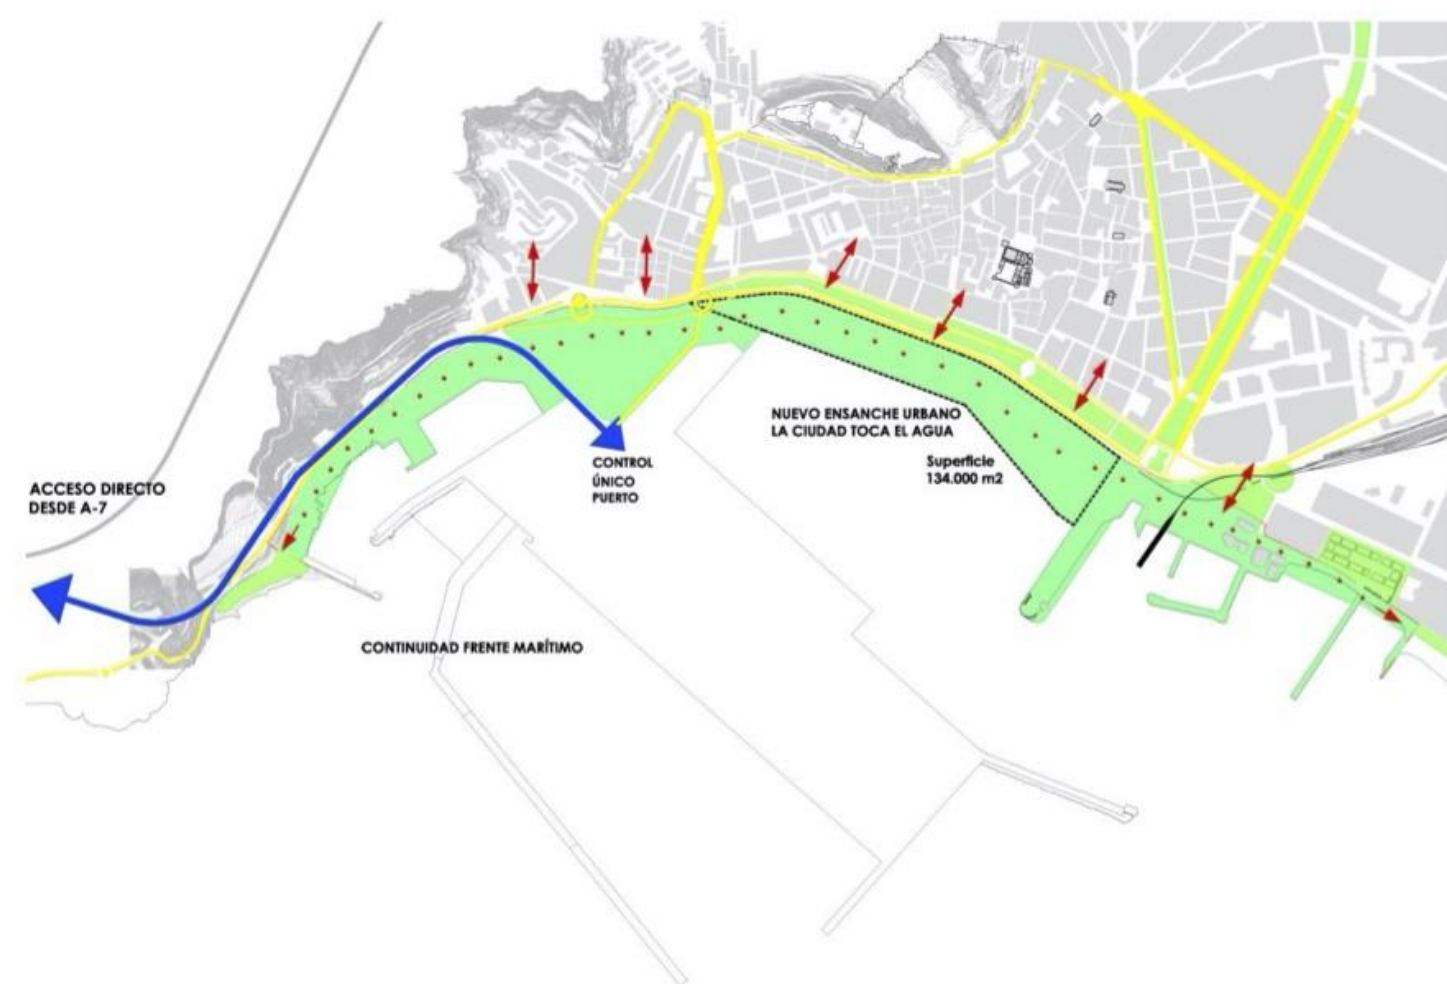 NUEVO ENSANCHE URBANO
LA CIUDAD TOCA EL AGUA
Superficie
134.000 m2
CONTROL
ÚNICO
PUERTO
ACCESO DIRECTO
DESDE A-7
CONTINUIDAD FRENTE MARÍTIMO